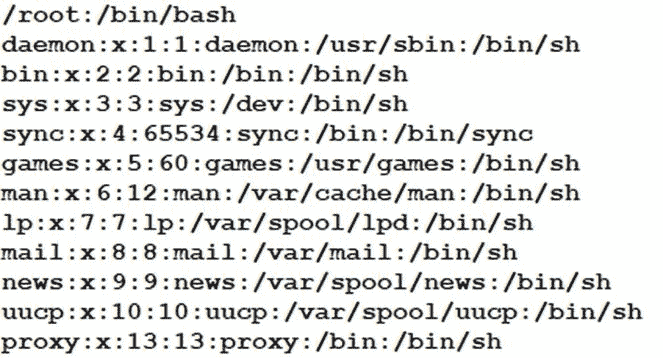 /root:/bin/bash
daemon:x:1:1:daemon:/usr/sbin:/bin/sh
bin:x:2:2:bin:/bin:/bin/sh
sys:x:3:3:sys:/dev:/bin/sh
sync:x:4:65534:sync:/bin:/bin/sync
games:x:5:60:games:/usr/games:/bin/sh
man:x:6:12:man:/var/cache/man:/bin/sh
lp:x:7:7:lp:/var/spool/lpd:/bin/sh
mail:x:8:8:mail:/var/mail:/bin/sh
news:x:9:9:news:/var/spool/news:/bin/sh
uucp:x:10:10:uucp:/var/spool/uucp:/bin/sh
proxy:x:13:13:proxy:/bin:/bin/sh